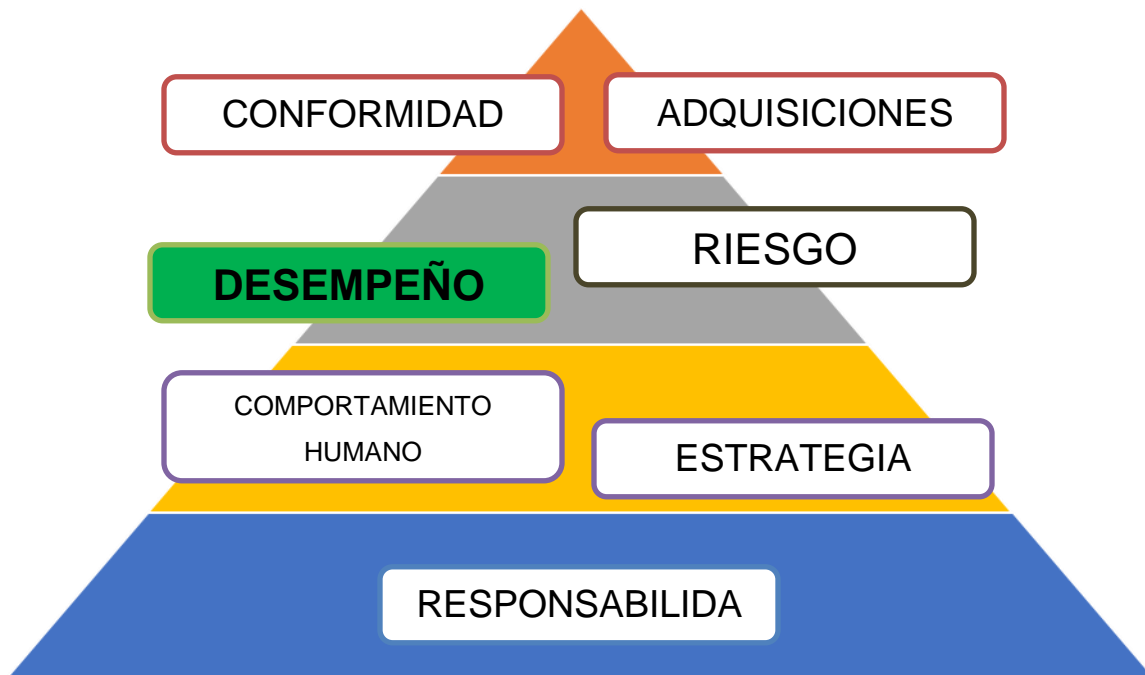 CONFORMIDAD
ADQUISICIONES
RIESGO
DESEMPEÑO
COMPORTAMIENTO
HUMANO
ESTRATEGIA
RESPONSABILIDA